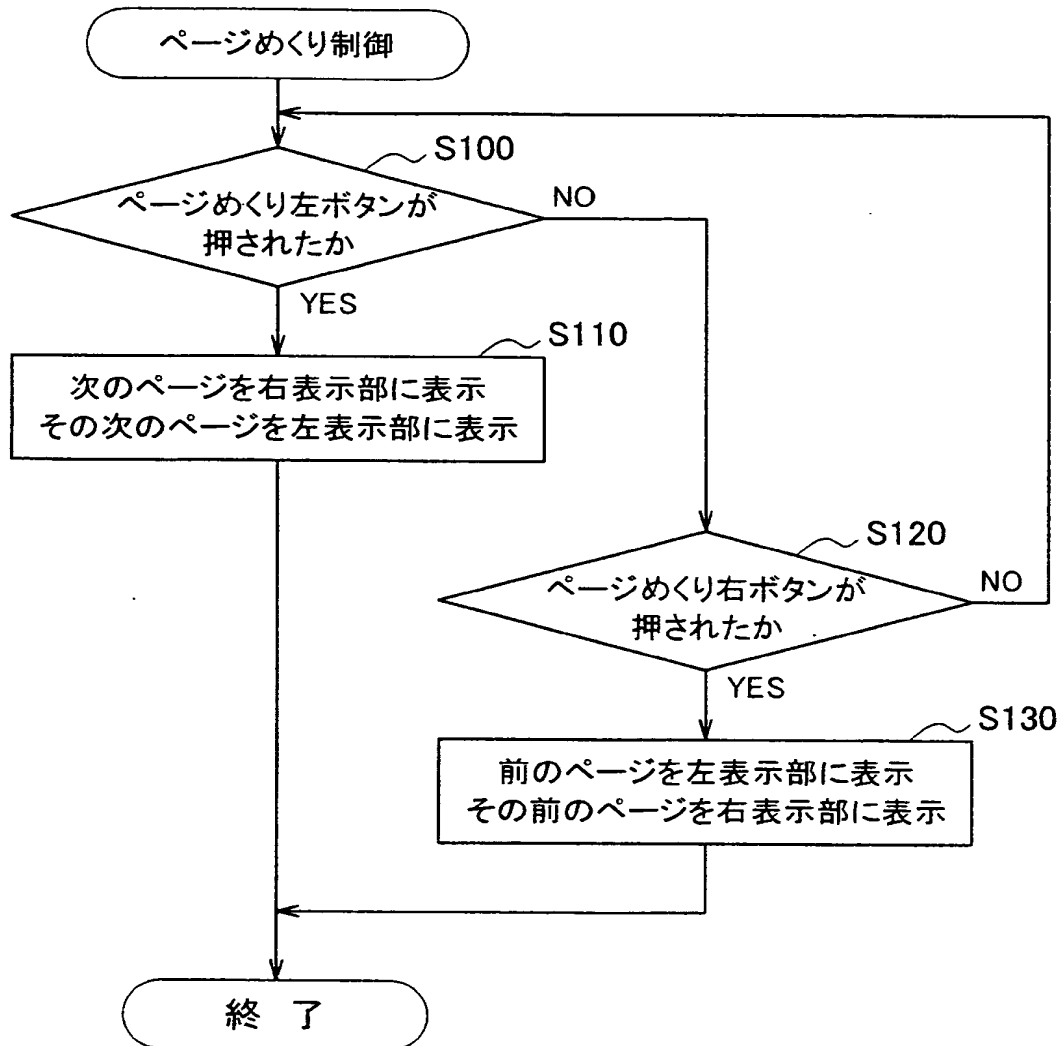 ページめくり制御
S100
ページめくり左ボタンが
押されたか
NO
YES
S110
次のページを右表示部に表示
その次のページを左表示部に表示
S120
ページめくり右ボタンが
押されたか
NO
YES
S130
前のページを左表示部に表示
その前のページを右表示部に表示
終 了